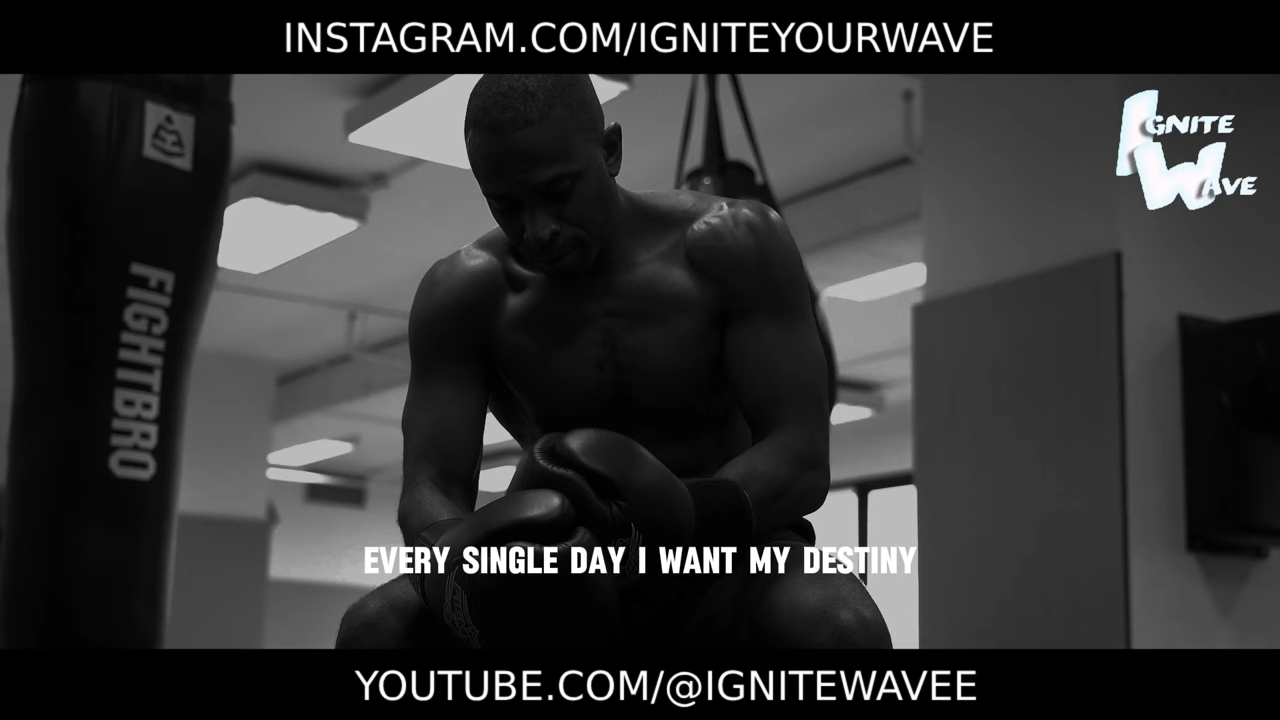 INSTAGRAM.COM/IGNITEYOURWAVE
IGNITE
WAVE
FIGHTBRO
EVERY SINGLE DAY I WANT MY DESTINY
YOUTUBE.COM/@IGNITEWAVEE